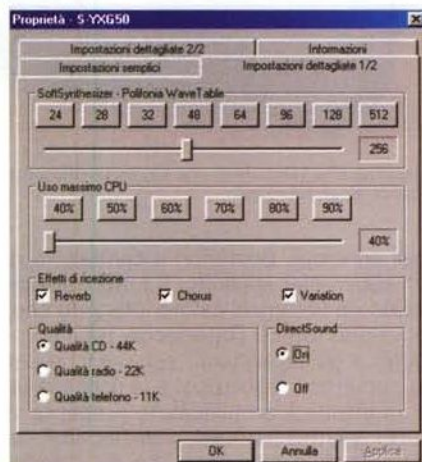 Proprietà - S-YXG50
Impostazioni dettagliate 2/2 Informazioni
Impostazioni semplici Impostazioni dettagliate 1/2
SoftSynthesizer - Polifonia WaveTable
24 28 32 48 64 96 128 512
256
Uso massimo CPU
40% 50% 60% 70% 80% 90%
40%
Effetti di ricezione
Reverb Chorus Variation
Qualità DirectSound
Qualità CD - 44K On
Qualità radio - 22K
Qualità telefono - 11K Off
OK Annulla Applica